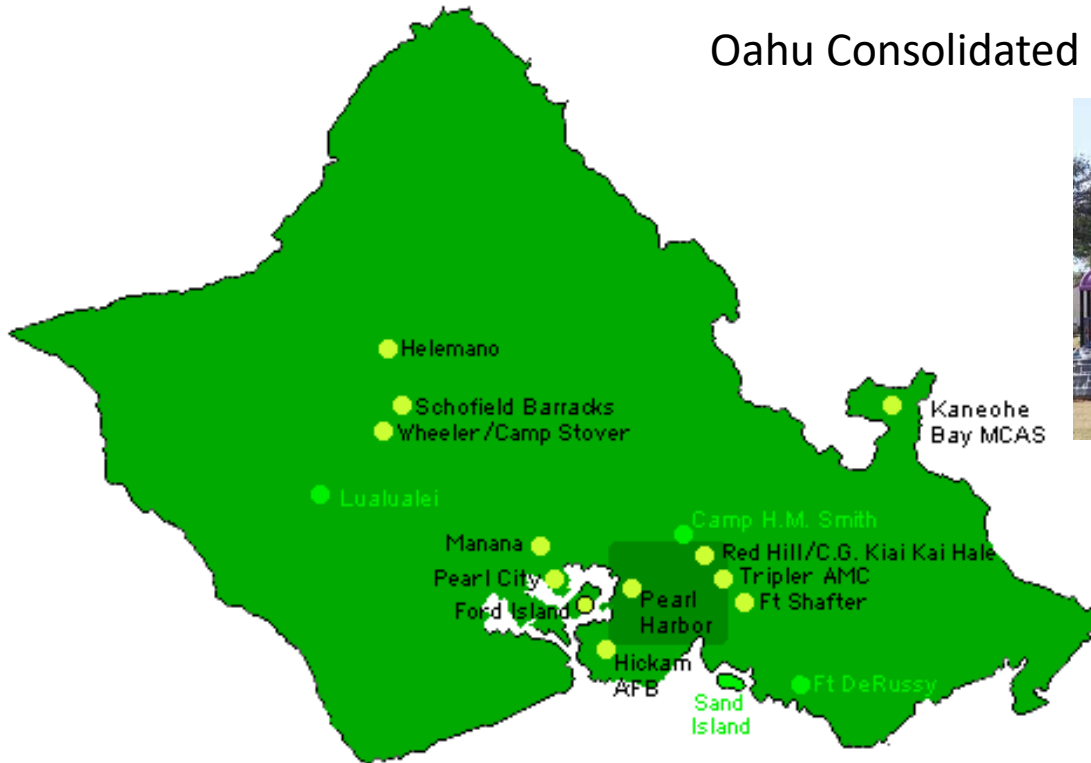 Oahu Consolidated
Helemano
Schofield Barracks
Wheeler/Camp Stover
Kaneohe
Bay MCAS
Lualualei
Camp H.M. Smith
Manana
Red Hill/C.G. Kiai Kai Hale
Pearl City
Tripler AMC
Ford Island
Pearl
Harbor
Ft Shafter
Hickam
AFB
Sand
Island
Ft DeRussy